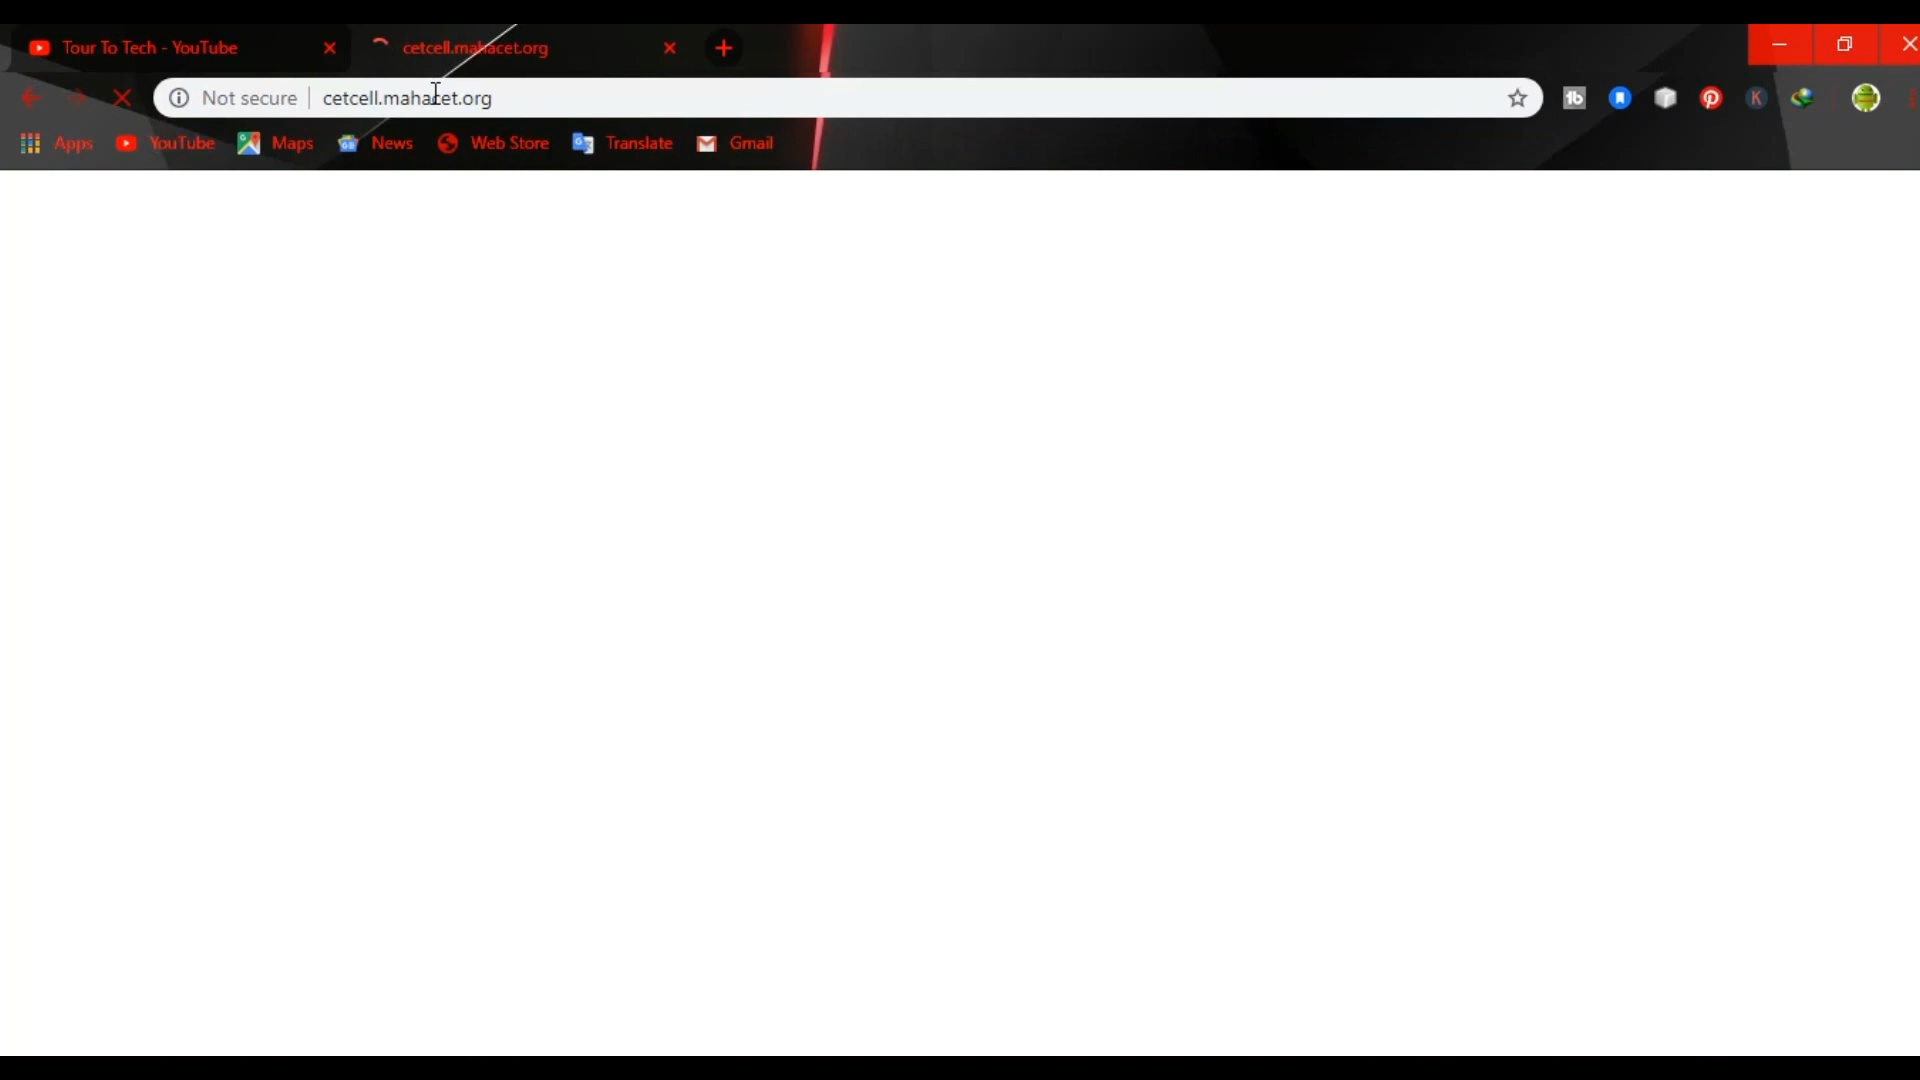 Tour To Tech - YouTube cetcell.mahacet.org
Not secure cetcell.mahacet.org
Apps YouTube Maps News Web Store Translate Gmail